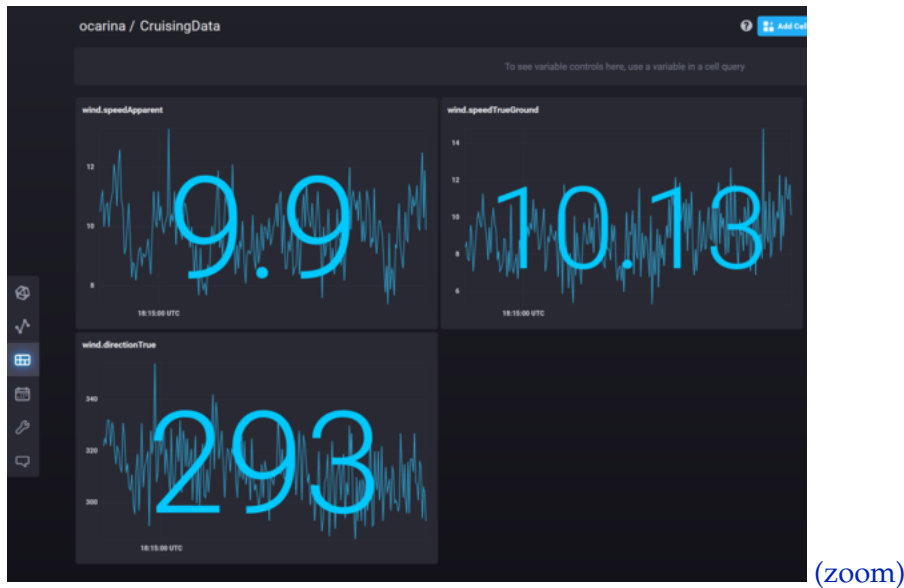 ocarina / CruisingData
Add Cell
To see variable controls here, use a variable in a cell query
wind.speedApparent
12
10
8
9.9
18:15:00 UTC
wind.speedTrueGround
14
12
10
8
6
10.13
18:15:00 UTC
wind.directionTrue
340
320
300
293
18:15:00 UTC
(zoom)